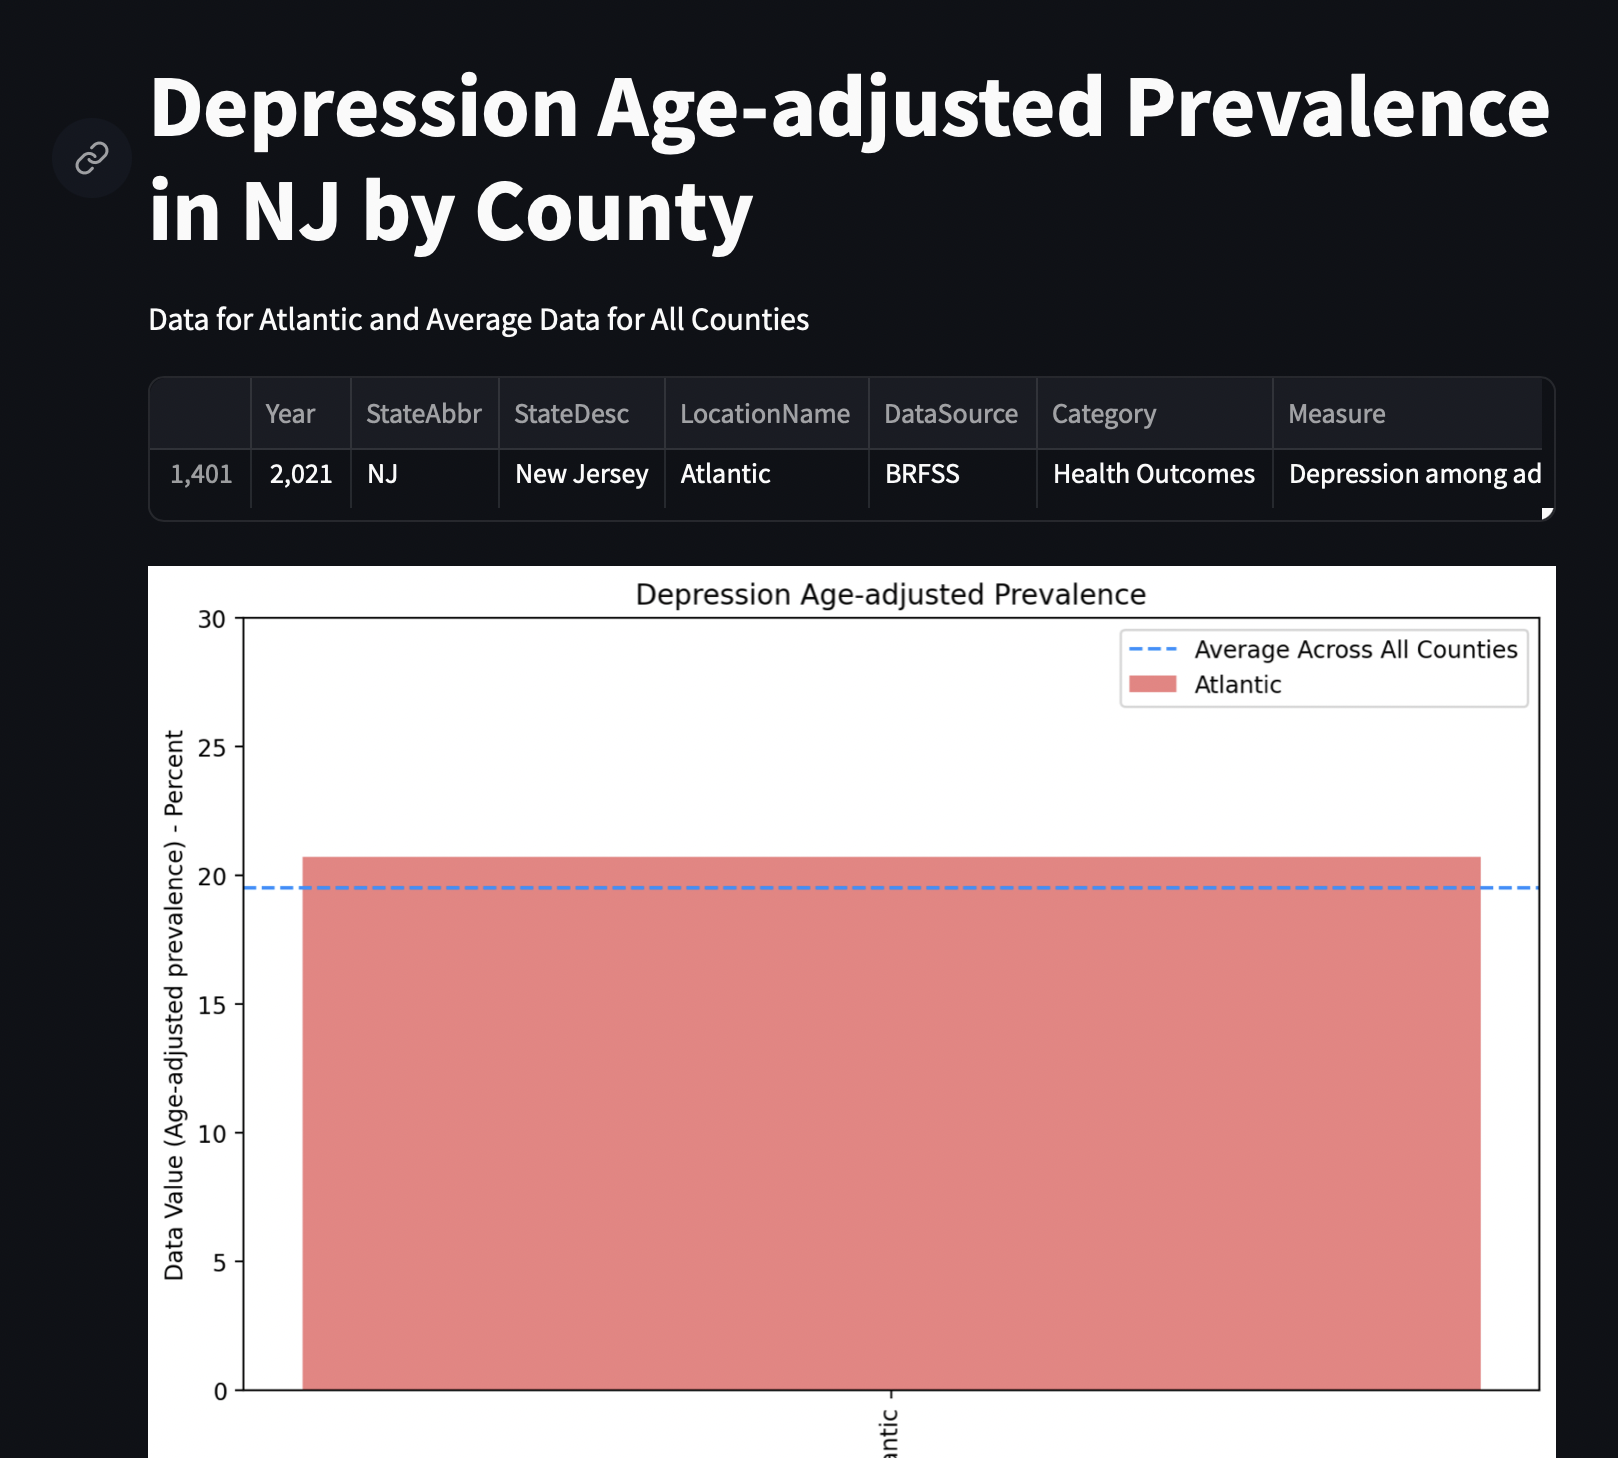 Depression Age-adjusted Prevalence
in NJ by County
Data for Atlantic and Average Data for All Counties
Year StateAbbr StateDesc LocationName DataSource Category Measure
1,401 2,021 NJ New Jersey Atlantic BRFSS Health Outcomes Depression among ad
Depression Age-adjusted Prevalence
Average Across All Counties
Atlantic
Data Value (Age-adjusted prevalence) - Percent
30
25
20
15
10
5
0
antic